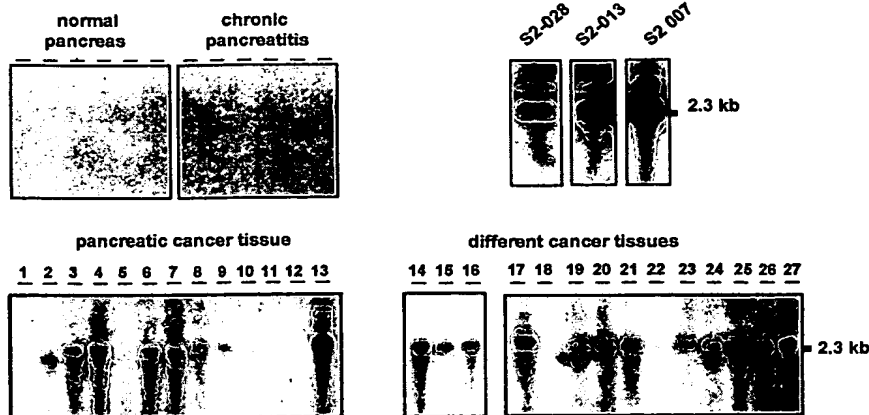 normal
pancreas
chronic
pancreatitis
S2-028
S2-013
S2 007
2.3 kb
pancreatic cancer tissue
1 2 3 4 5 6 7 8 9 10 11 12 13
different cancer tissues
14 15 16 17 18 19 20 21 22 23 24 25 26 27
2.3 kb